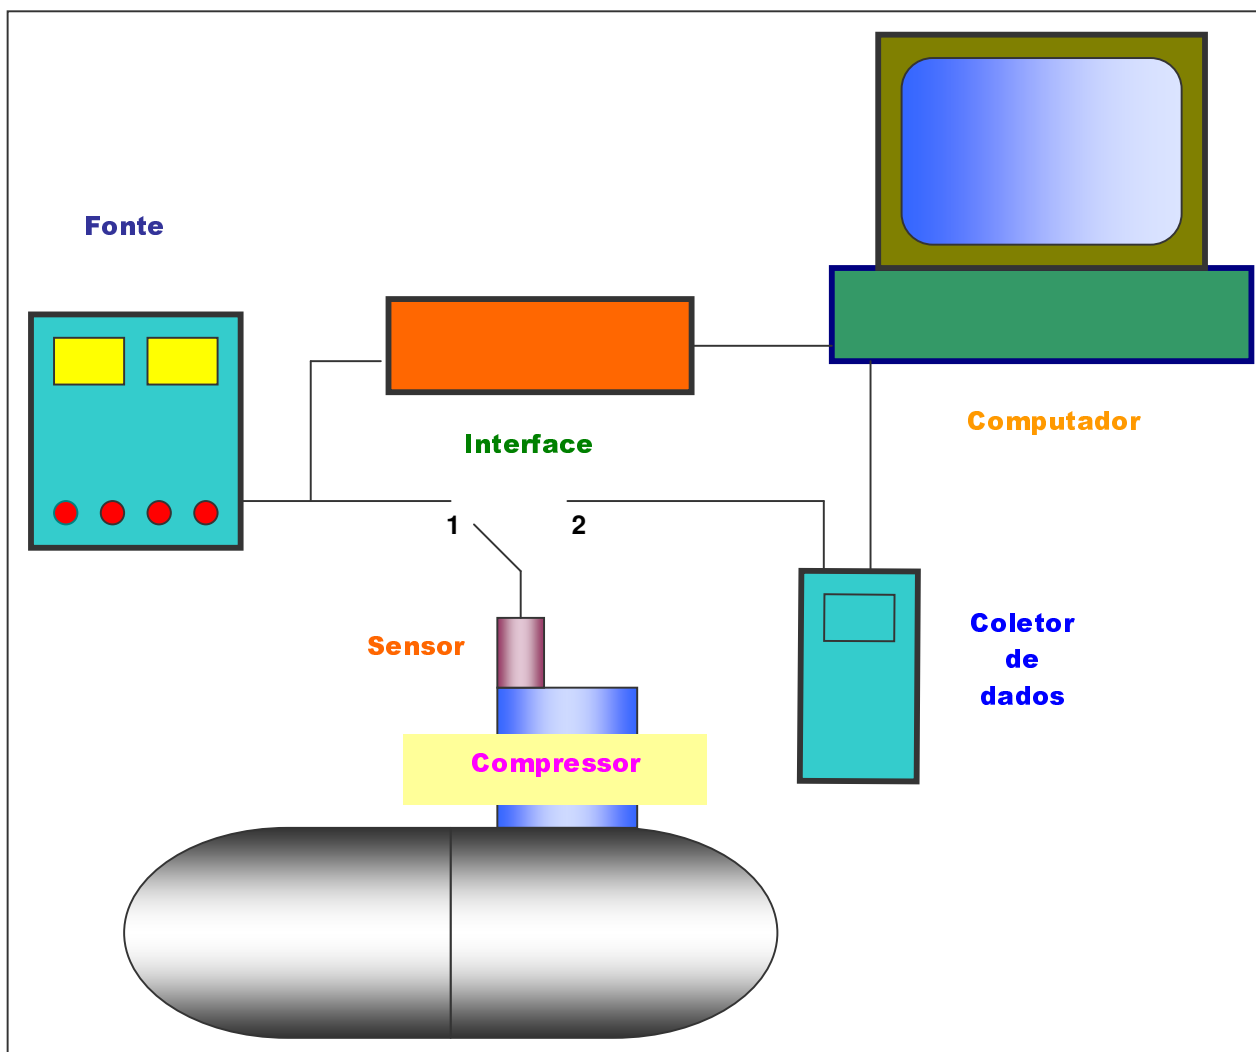 Fonte
Computador
Interface
1
2
Sensor
Coletor
de
dados
Compressor